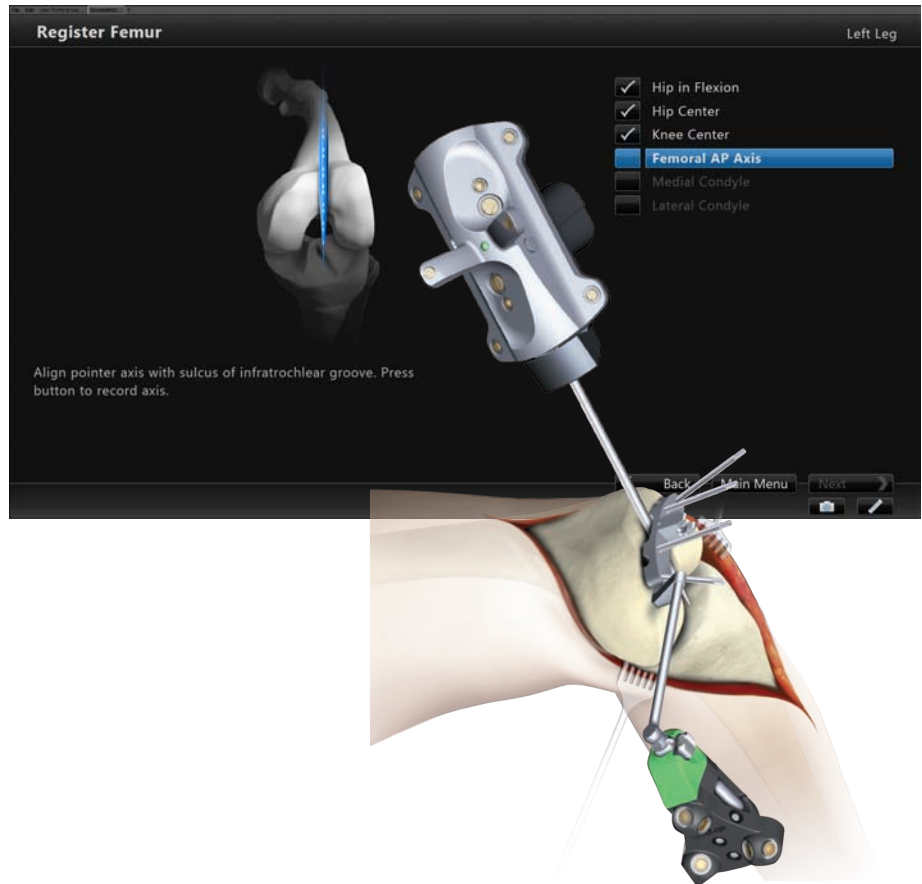 Register Femur
Left Leg
Hip in Flexion
Hip Center
Knee Center
Femoral AP Axis
Medial Condyle
Lateral Condyle
Align pointer axis with sulcus of infratrochlear groove. Press
button to record axis.
Back
Main Menu
Next